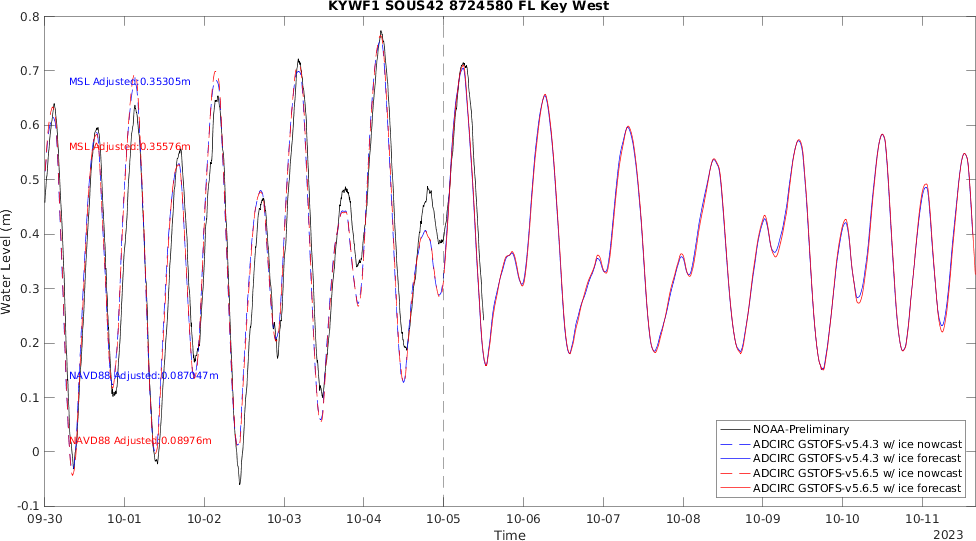 KYWF1 SOUS42 8724580 FL Key West
Water Level (m)
0.8
0.7
0.6
0.5
0.4
0.3
0.2
0.1
0
-0.1
MSL Adjusted:0.35305m
MSL Adjusted:0.35576m
NAVD88 Adjusted:0.087047m
NAVD88 Adjusted:0.08976m
NOAA-Preliminary
ADCIRC GSTOFS-v5.4.3 w/ ice nowcast
ADCIRC GSTOFS-v5.4.3 w/ ice forecast
ADCIRC GSTOFS-v5.6.5 w/ ice nowcast
ADCIRC GSTOFS-v5.6.5 w/ ice forecast
09-30 10-01 10-02 10-03 10-04 10-05 10-06 10-07 10-08 10-09 10-10 10-11
Time
2023